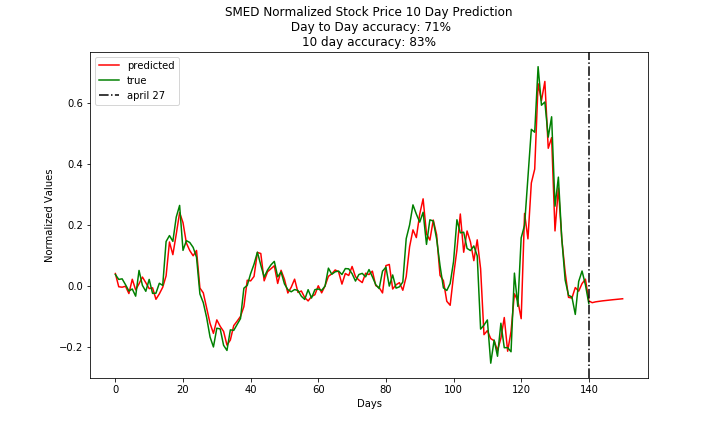 SMED Normalized Stock Price 10 Day Prediction
Day to Day accuracy: 71%
10 day accuracy: 83%
predicted
true
april 27
Normalized Values
0.6
0.4
0.2
0.0
−0.2
0 20 40 60 80 100 120 140
Days